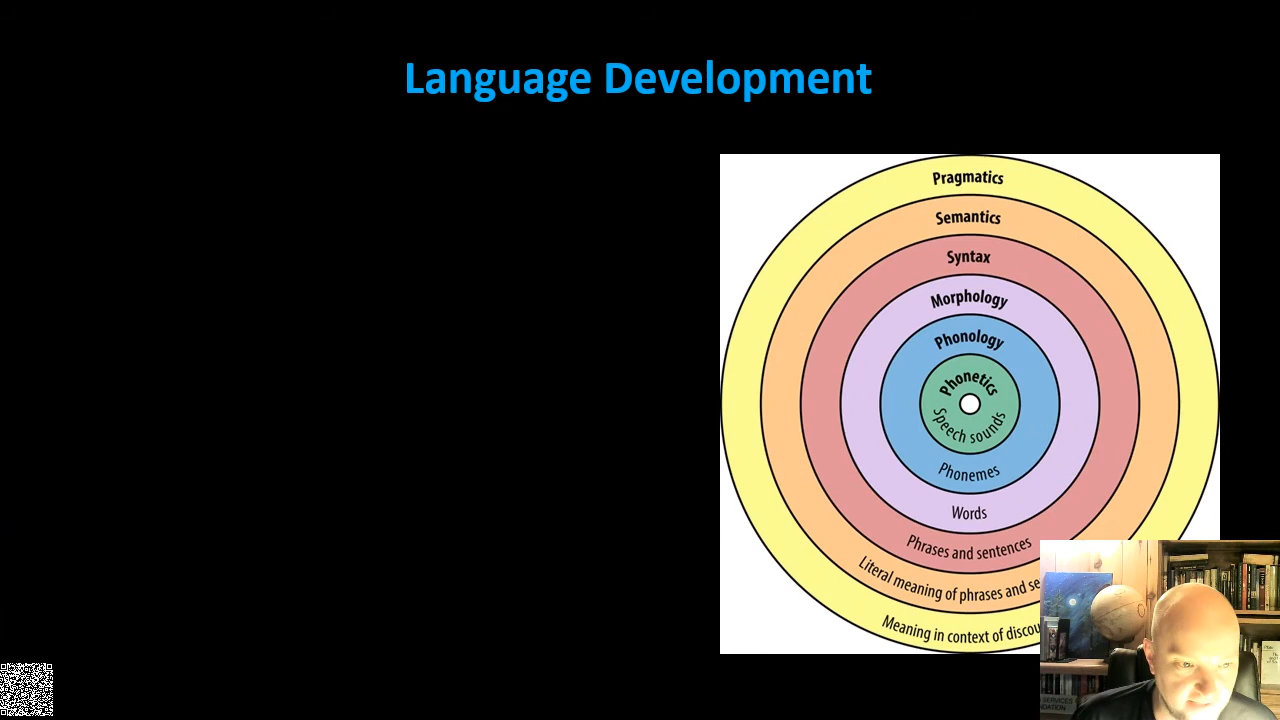 Language Development
Pragmatics
Semantics
Syntax
Morphology
Phonology
Phonetics
Speech sounds
Phonemes
Words
Phrases and sentences
Literal meaning of phrases and se
Meaning in context of discou